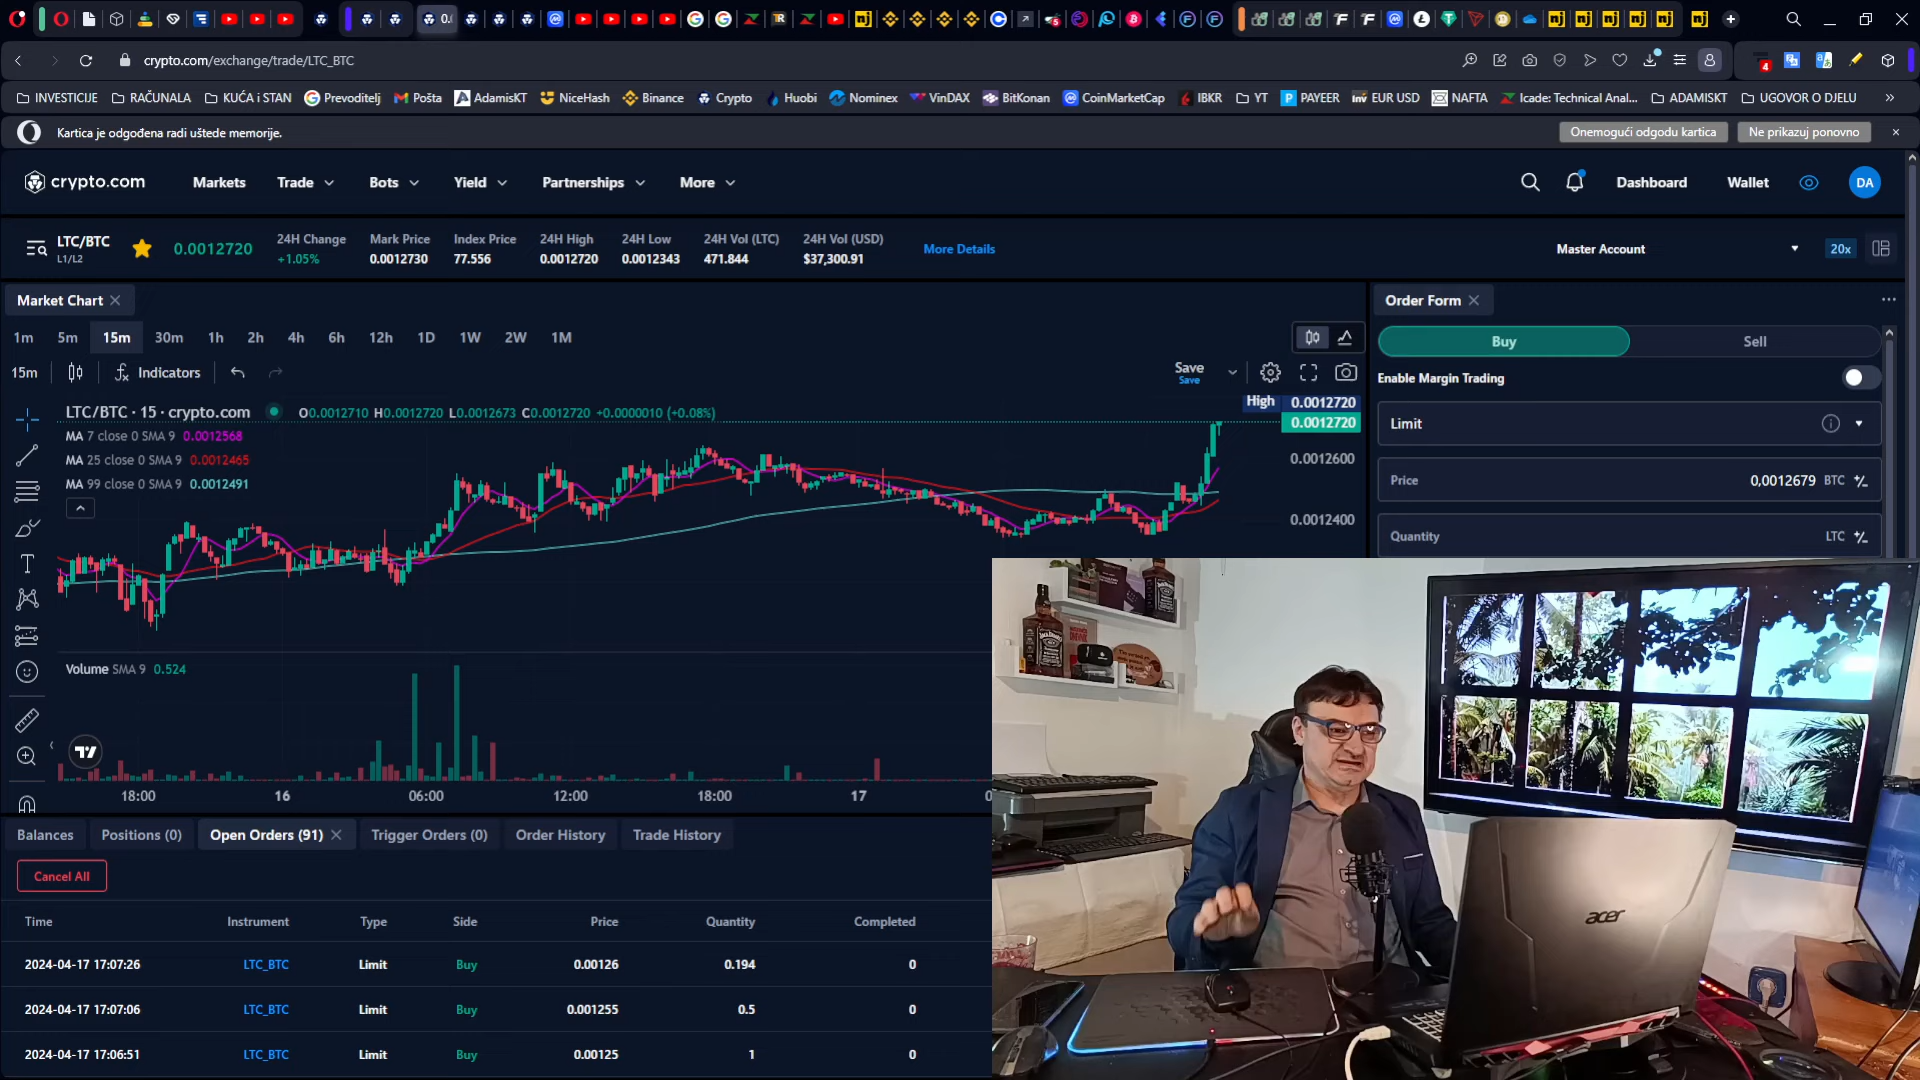 0.0
crypto.com/exchange/trade/LTC_BTC
INVESTICIJE RAČUNALA KUĆA i STAN Prevoditelj Pošta AdamisKT NiceHash Binance Crypto Huobi Nominex VinDAX BitKonan CoinMarketCap IBKR YT PAYEER EUR USD NAFTA Icade: Technical Anal... ADAMISKT UGOVOR O DJELU
Kartica je odgođena radi uštede memorije. Onemogući odgodu kartica Ne prikazuj ponovno
crypto.com Markets Trade Bots Yield Partnerships More Dashboard Wallet DA
LTC/BTC 0.0012720 24H Change Mark Price Index Price 24H High 24H Low 24H Vol (LTC) 24H Vol (USD) More Details Master Account 20x
L1/L2 +1.05% 0.0012730 77.556 0.0012720 0.0012343 471.844 $37,300.91
Market Chart
Order Form
1m 5m 15m 30m 1h 2h 4h 6h 12h 1D 1W 2W 1M
Buy Sell
15m Indicators Save
Save
Enable Margin Trading
LTC/BTC · 15 · crypto.com O0.0012710 H0.0012720 L0.0012673 C0.0012720 +0.0000010 (+0.08%)
High 0.0012720
0.0012720
Limit
MA 7 close 0 SMA 9 0.0012568
MA 25 close 0 SMA 9 0.0012465
0.0012600
MA 99 close 0 SMA 9 0.0012491
Price 0,0012679 BTC
0.0012400
Quantity LTC
Volume SMA 9 0.524
18:00 16 06:00 12:00 18:00 17
Balances Positions (0) Open Orders (91) Trigger Orders (0) Order History Trade History
Cancel All
Time Instrument Type Side Price Quantity Completed
2024-04-17 17:07:26 LTC_BTC Limit Buy 0.00126 0.194 0
2024-04-17 17:07:06 LTC_BTC Limit Buy 0.001255 0.5 0
2024-04-17 17:06:51 LTC_BTC Limit Buy 0.00125 1 0
acer